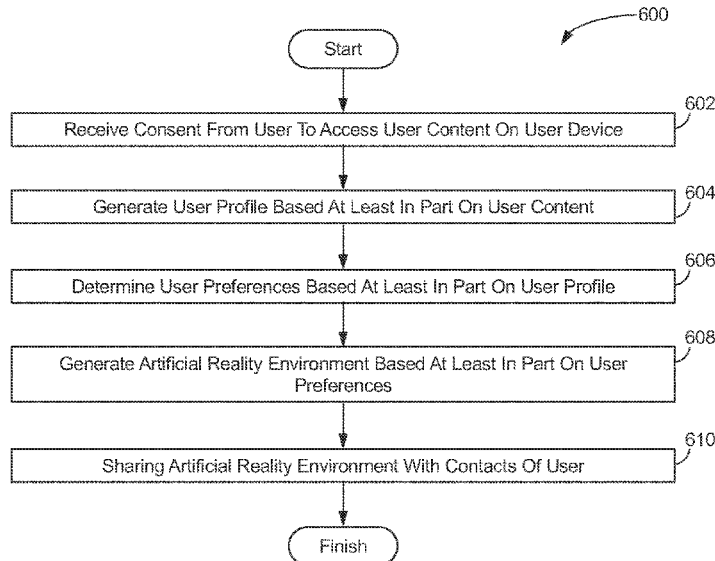 600
Start
602
Receive Consent From User To Access User Content On User Device
604
Generate User Profile Based At Least In Part On User Content
606
Determine User Preferences Based At Least In Part On User Profile
608
Generate Artificial Reality Environment Based At Least In Part On User
Preferences
610
Sharing Artificial Reality Environment With Contacts Of User
Finish